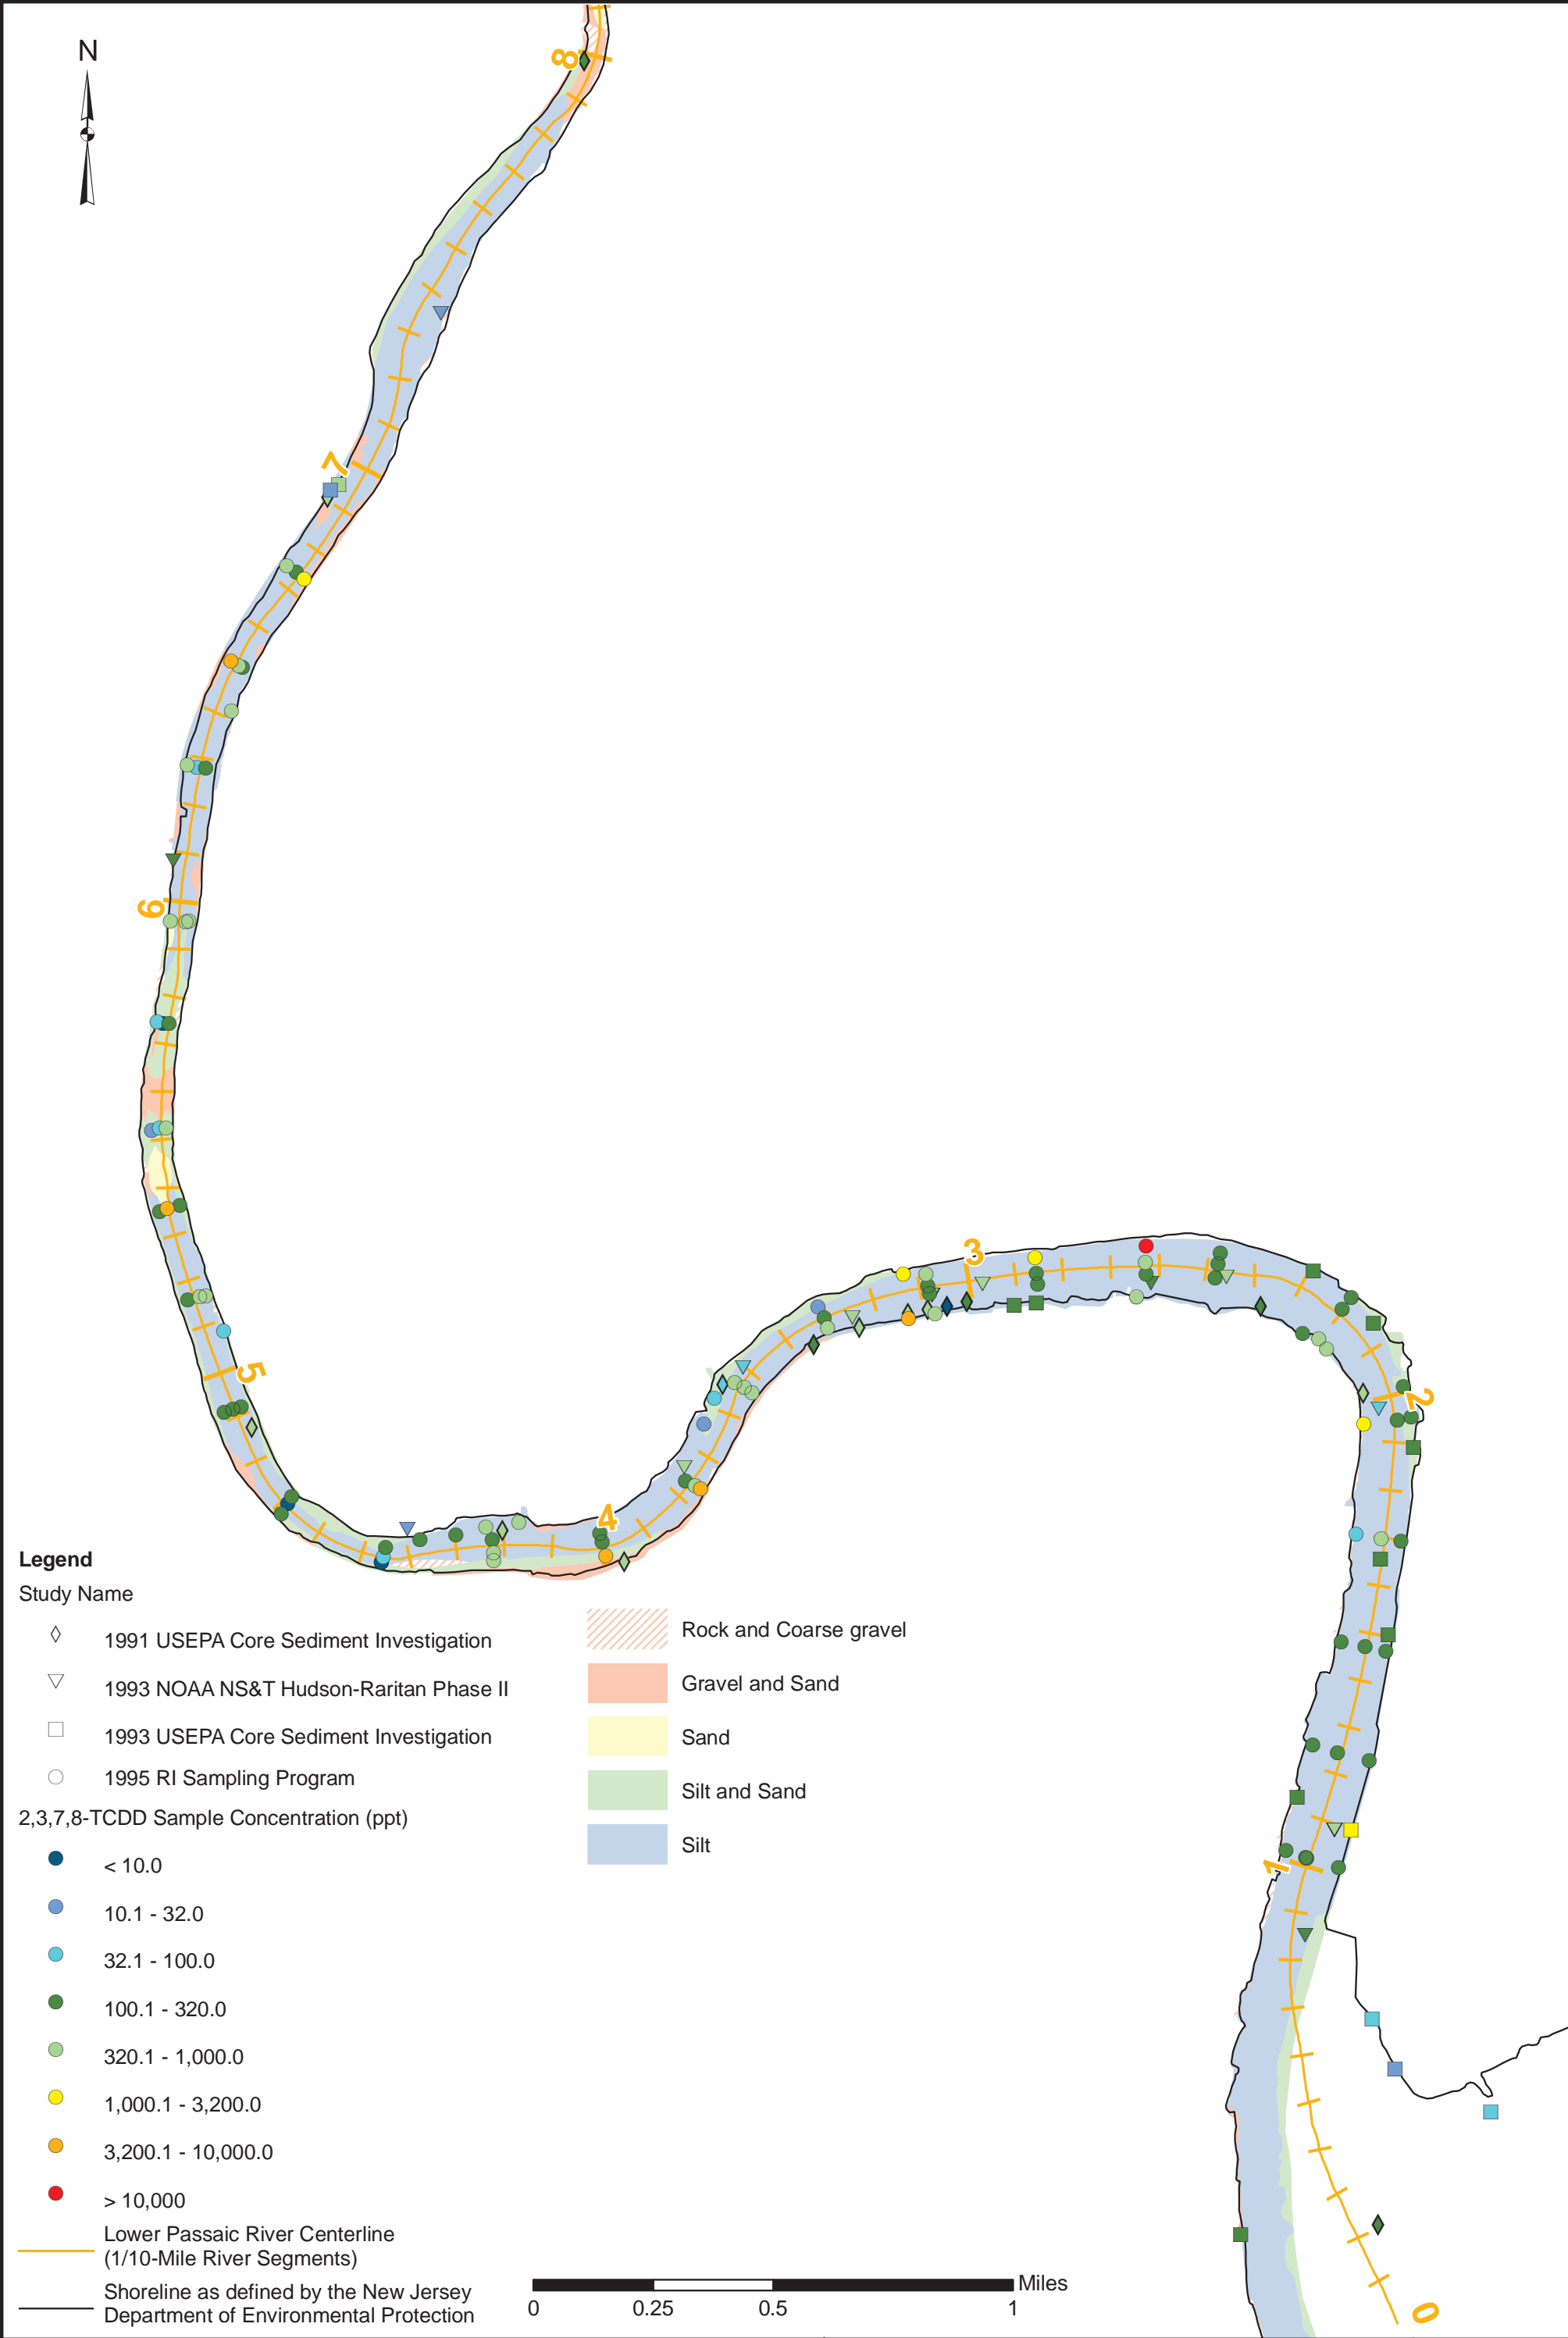 N
8
7
6
5
4
3
2
1
0
Legend
Study Name
1991 USEPA Core Sediment Investigation
1993 NOAA NS&T Hudson-Raritan Phase II
1993 USEPA Core Sediment Investigation
1995 RI Sampling Program
2,3,7,8-TCDD Sample Concentration (ppt)
< 10.0
10.1 - 32.0
32.1 - 100.0
100.1 - 320.0
320.1 - 1,000.0
1,000.1 - 3,200.0
3,200.1 - 10,000.0
> 10,000
Lower Passaic River Centerline
(1/10-Mile River Segments)
Shoreline as defined by the New Jersey
Department of Environmental Protection
Rock and Coarse gravel
Gravel and Sand
Sand
Silt and Sand
Silt
Miles
0 0.25 0.5 1